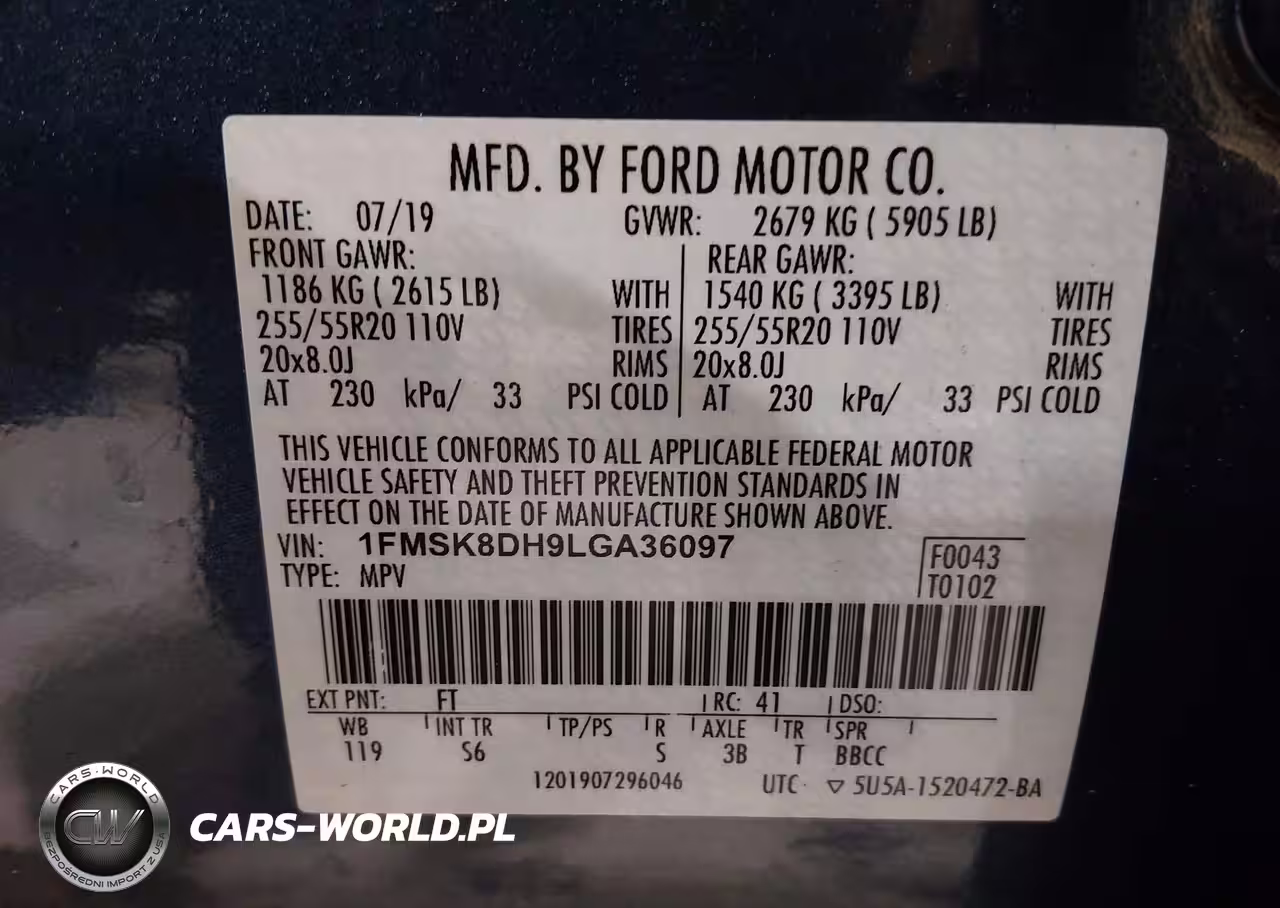 MFD. BY FORD MOTOR CO.
DATE: 07/19 GVWR: 2679 KG ( 5905 LB)
FRONT GAWR: REAR GAWR:
1186 KG ( 2615 LB) WITH 1540 KG ( 3395 LB) WITH
255/55R20 110V TIRES 255/55R20 110V TIRES
20x8.0J RIMS 20x8.0J RIMS
AT 230 kPa/ 33 PSI COLD AT 230 kPa/ 33 PSI COLD
THIS VEHICLE CONFORMS TO ALL APPLICABLE FEDERAL MOTOR
VEHICLE SAFETY AND THEFT PREVENTION STANDARDS IN
EFFECT ON THE DATE OF MANUFACTURE SHOWN ABOVE.
VIN: 1FMSK8DH9LGA36097
F0043
TYPE: MPV
T0102
EXT PNT: FT RC: 41 DSO:
WB INT TR TP/PS R AXLE TR SPR
119 S6 S 3B T BBCC
1201907296046 UTC ▽ 5U5A-1520472-BA
CARS-WORLD
CW
BEZPOŚREDNI IMPORT Z USA
CARS-WORLD.PL